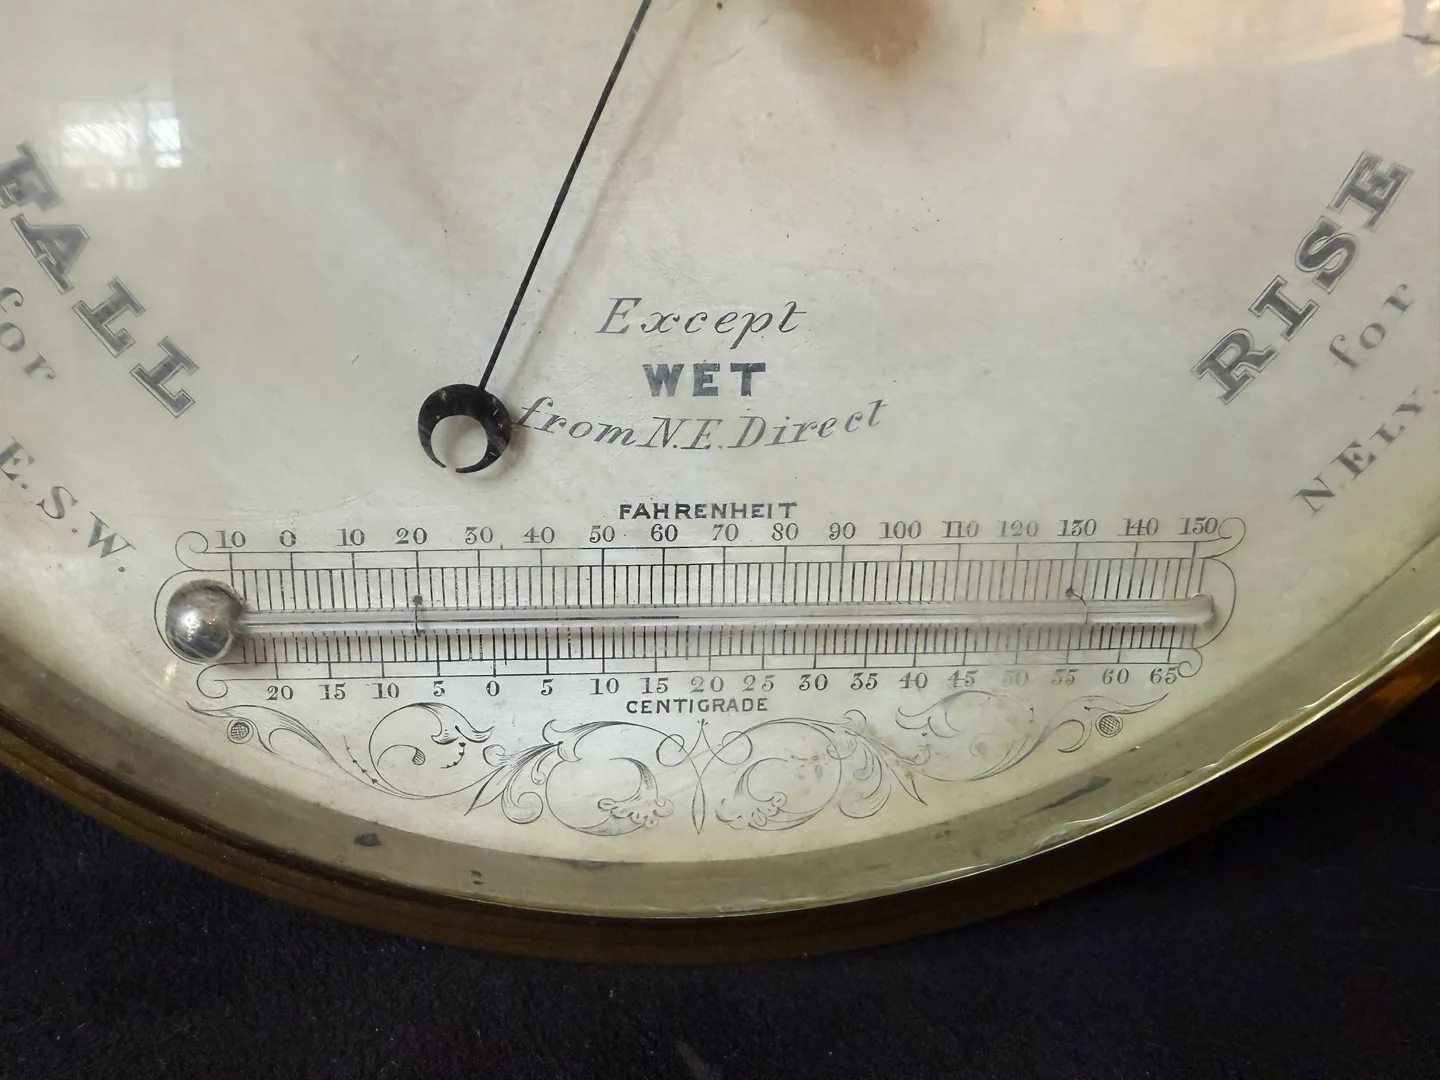 FALL
for
E.S.W.
RISE
for
N.ELY.
Except
WET
from N.E. Direct
FAHRENHEIT
10 0 10 20 30 40 50 60 70 80 90 100 110 120 130 140 150
20 15 10 5 0 5 10 15 20 25 30 35 40 45 50 55 60 65
CENTIGRADE